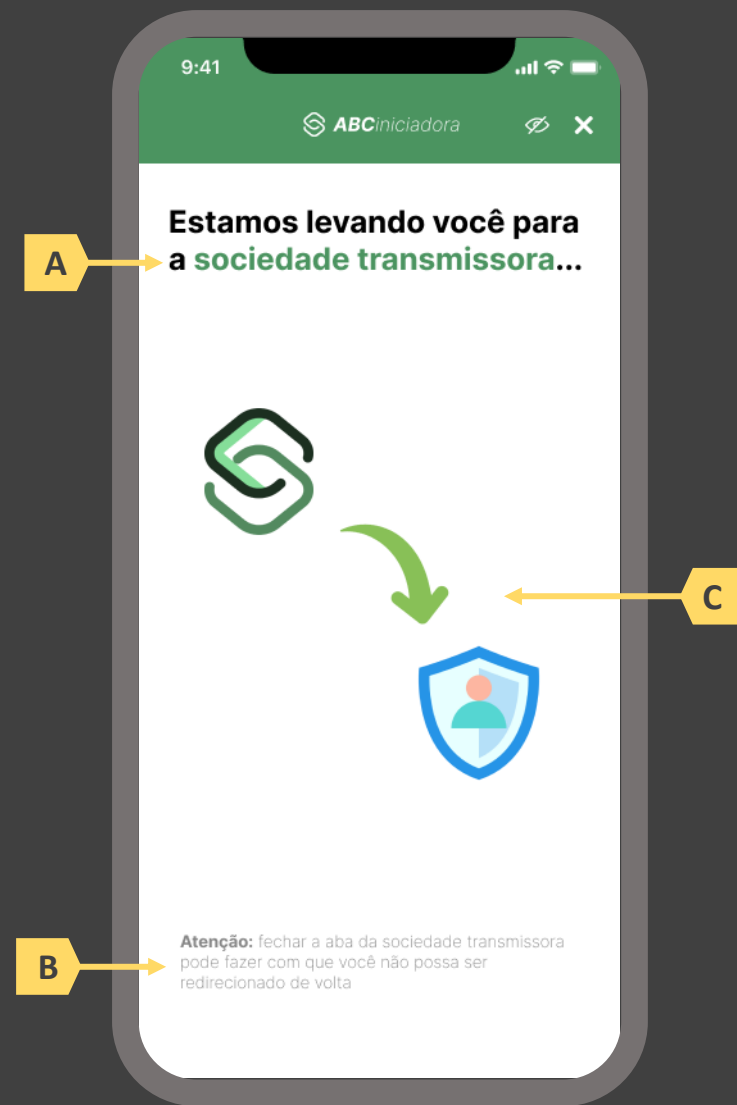 9:41
ABCiniciadora
Estamos levando você para
a sociedade transmissora...
A
C
Atenção: fechar a aba da sociedade transmissora
pode fazer com que você não possa ser
redirecionado de volta
B